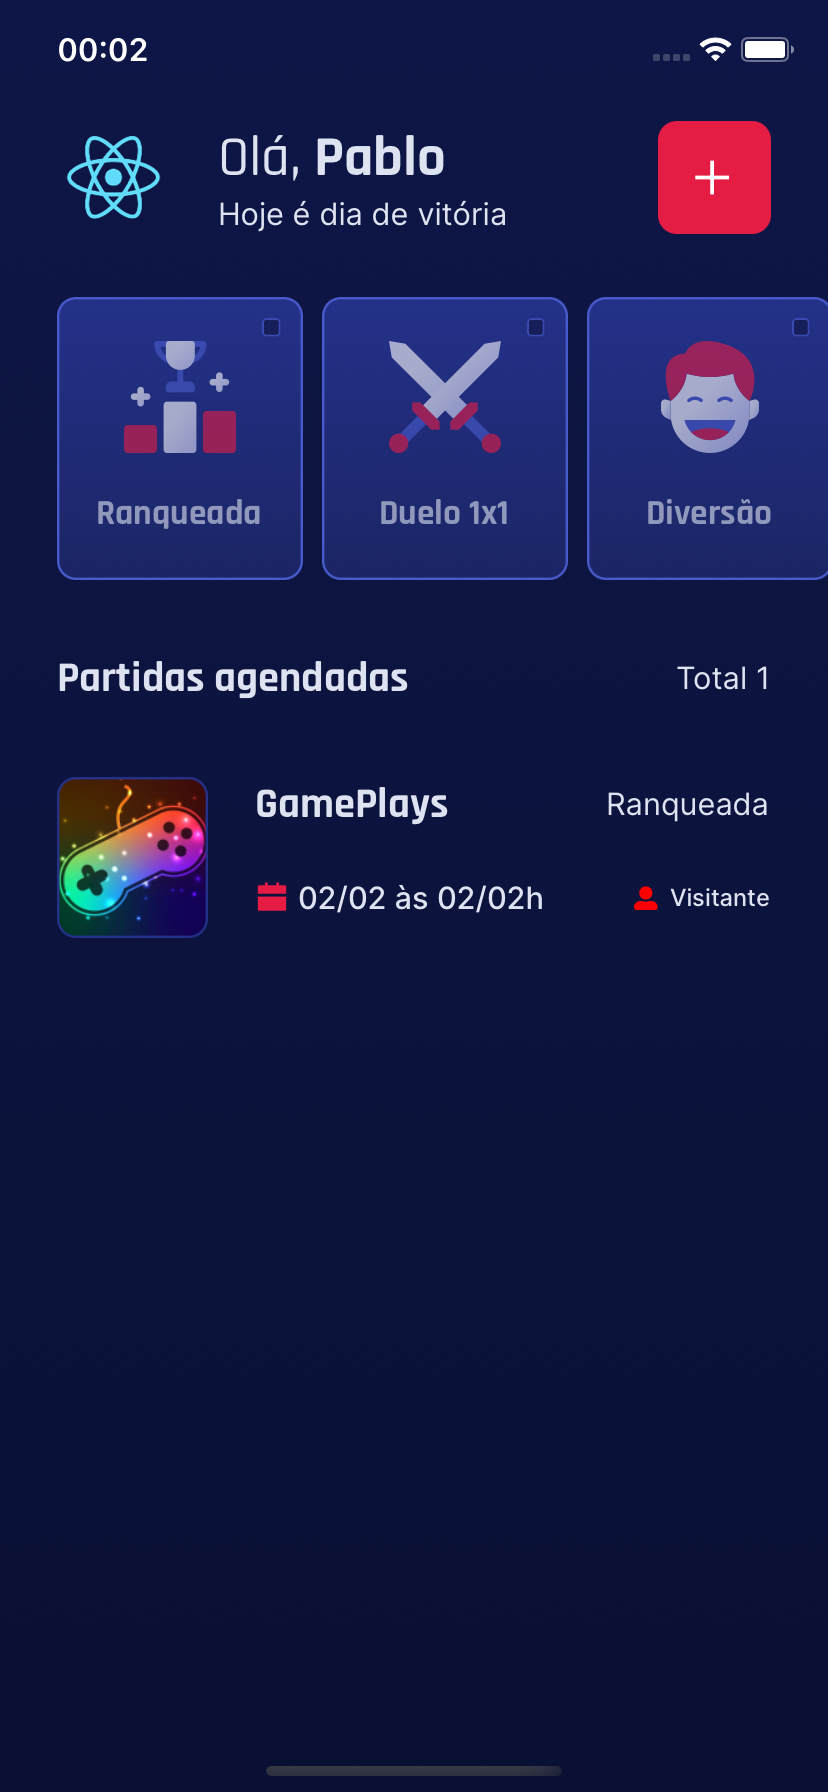 00:02
Olá, Pablo
Hoje é dia de vitória
Ranqueada
Duelo 1x1
Diversão
Partidas agendadas
Total 1
GamePlays
Ranqueada
02/02 às 02/02h
Visitante